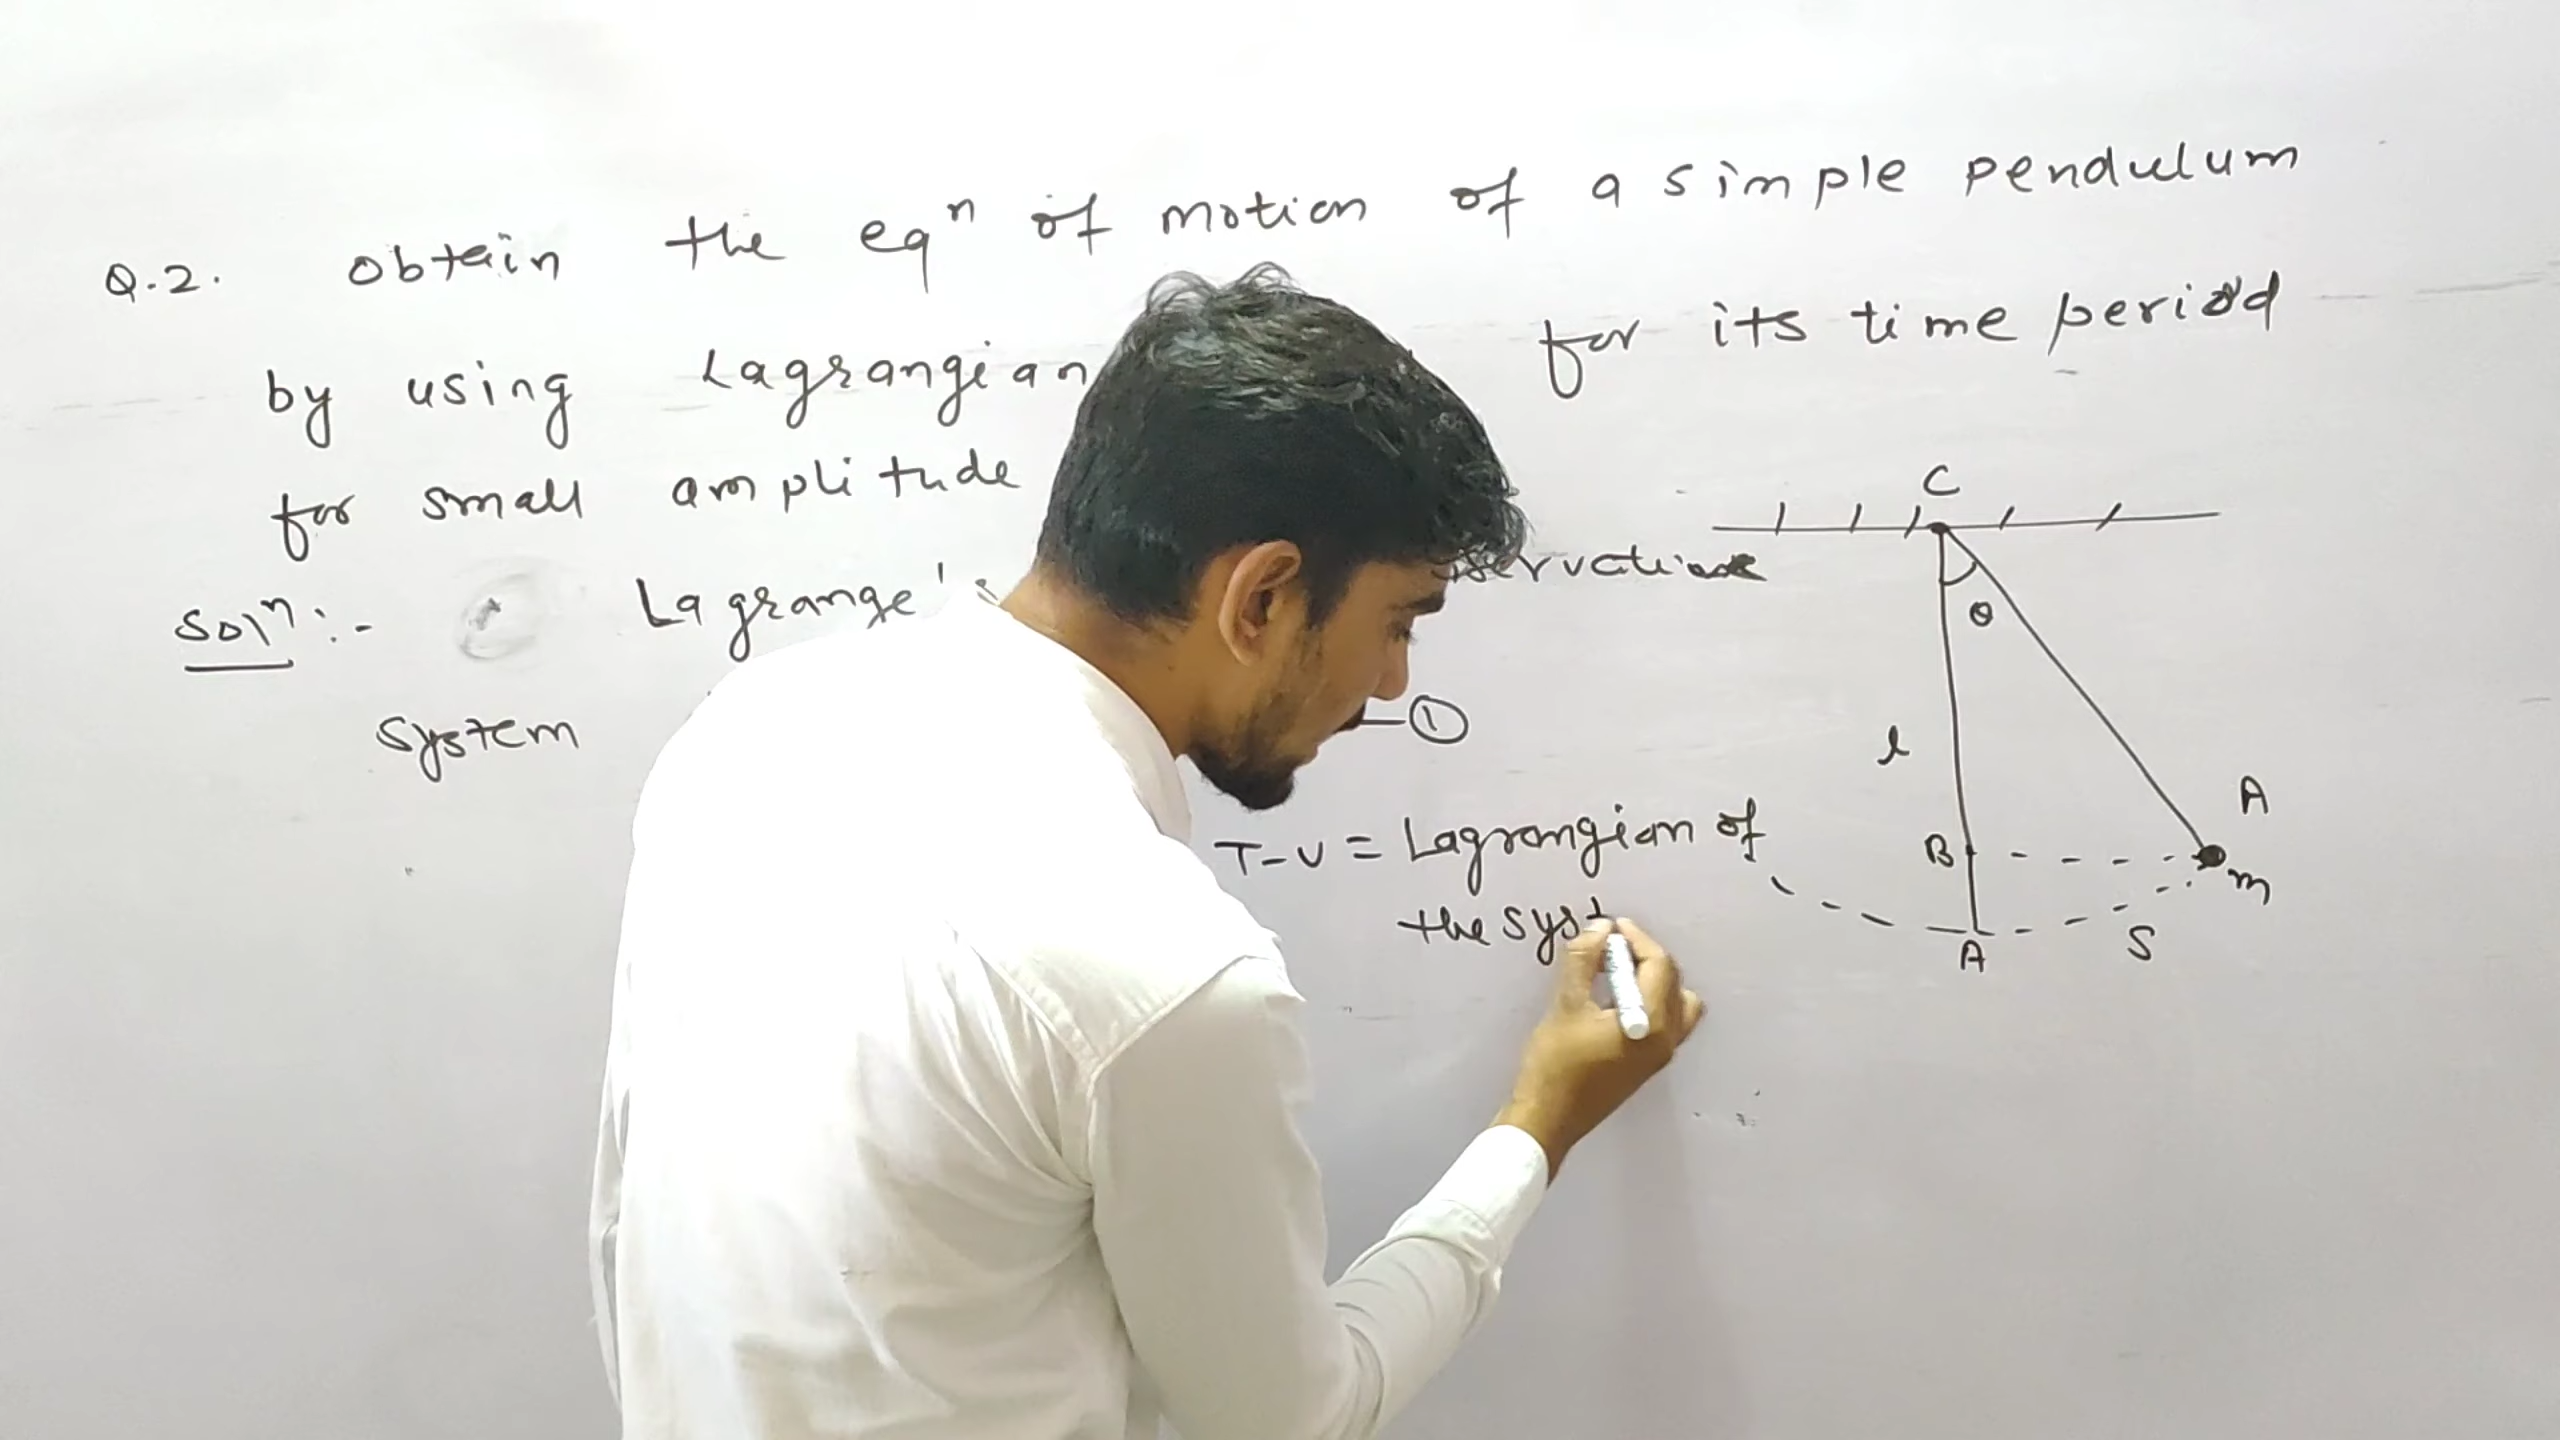 Q.2. Obtain the eqⁿ of motion of a simple pendulum
by using Lagrangian for its time period
for small amplitude
Solⁿ:- Lagrange's
system
①
T-V = Lagrangian of
the syst
C
θ
l
B
A
m
A
S